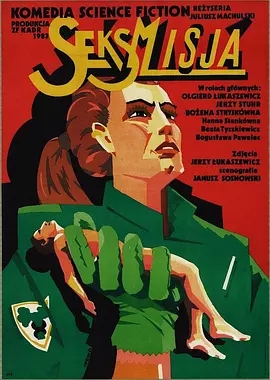 KOMEDIA SCIENCE FICTION
REŻYSERIA
JULIUSZ MACHULSKI
PRODUKCJA
ZF KADR
1983
SEKSMISJA
W rolach głównych:
OLGIERD ŁUKASZEWICZ
JERZY STUHR
BOŻENA STRYJKÓWNA
Hanna Stankówna
Beata Tyszkiewicz
Bogusława Pawelec
Zdjęcia
JERZY ŁUKASZEWICZ
scenografia
JANUSZ SOSNOWSKI